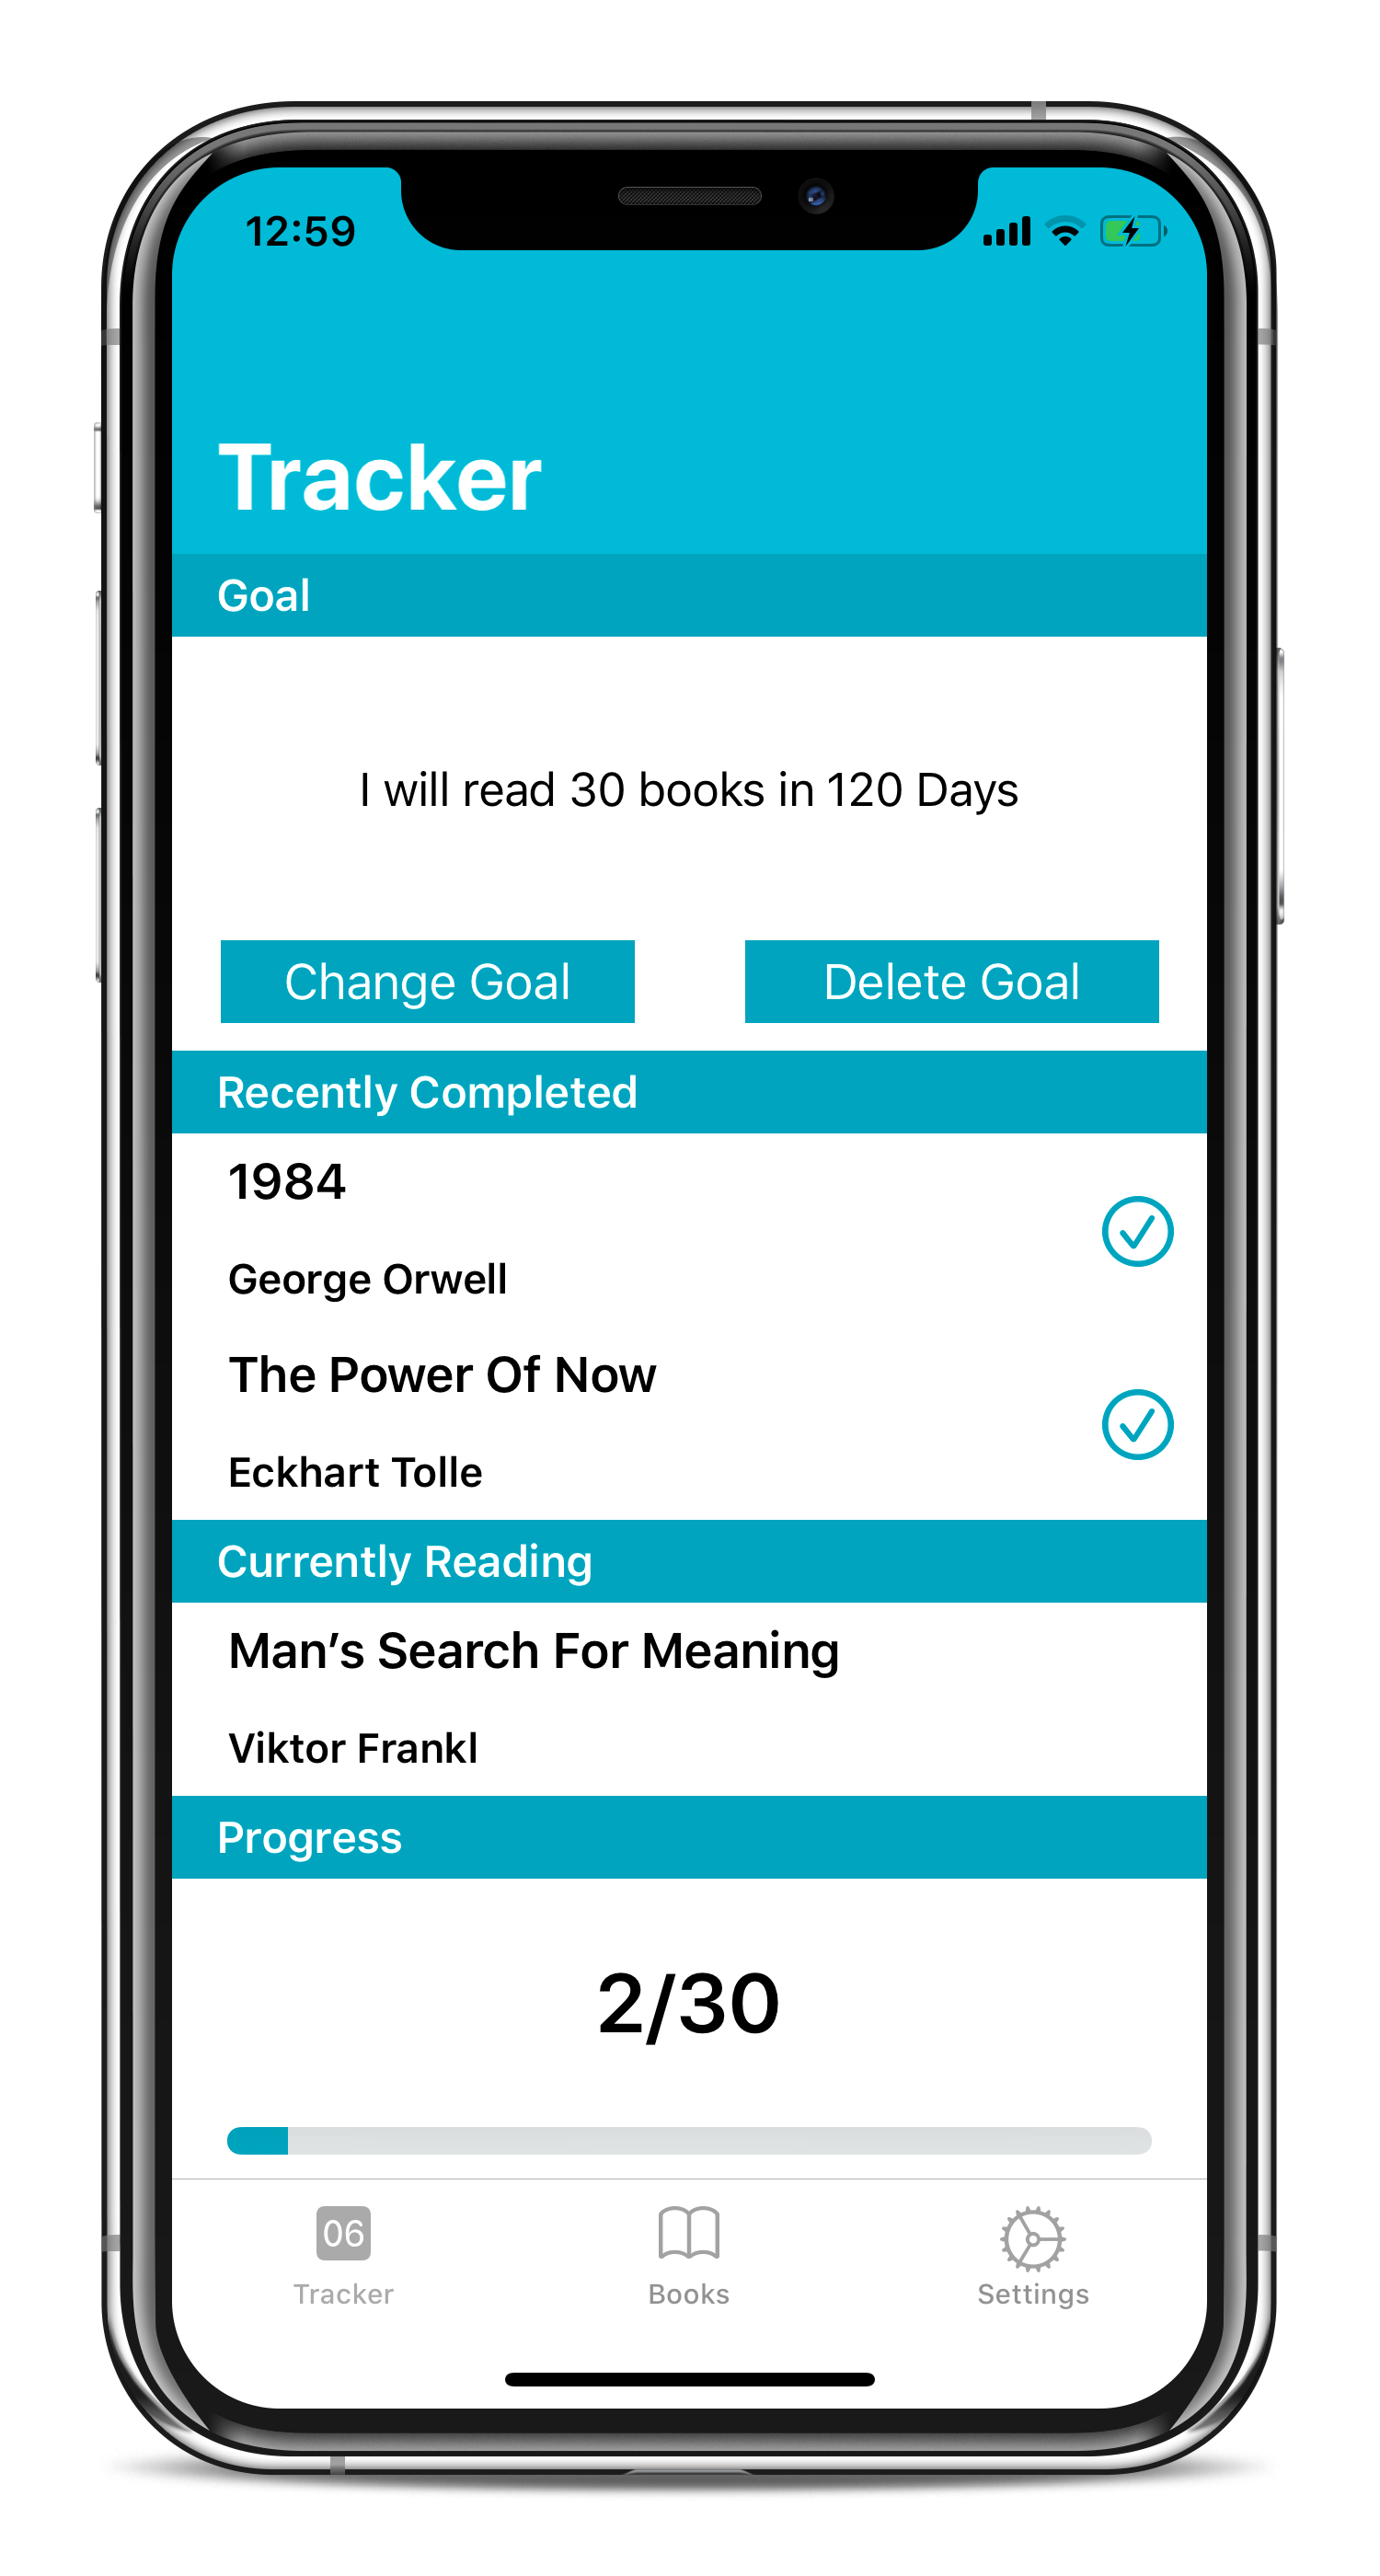 12:59
Tracker
Goal
I will read 30 books in 120 Days
Change Goal
Delete Goal
Recently Completed
1984
George Orwell
The Power Of Now
Eckhart Tolle
Currently Reading
Man’s Search For Meaning
Viktor Frankl
Progress
2/30
06
Tracker
Books
Settings